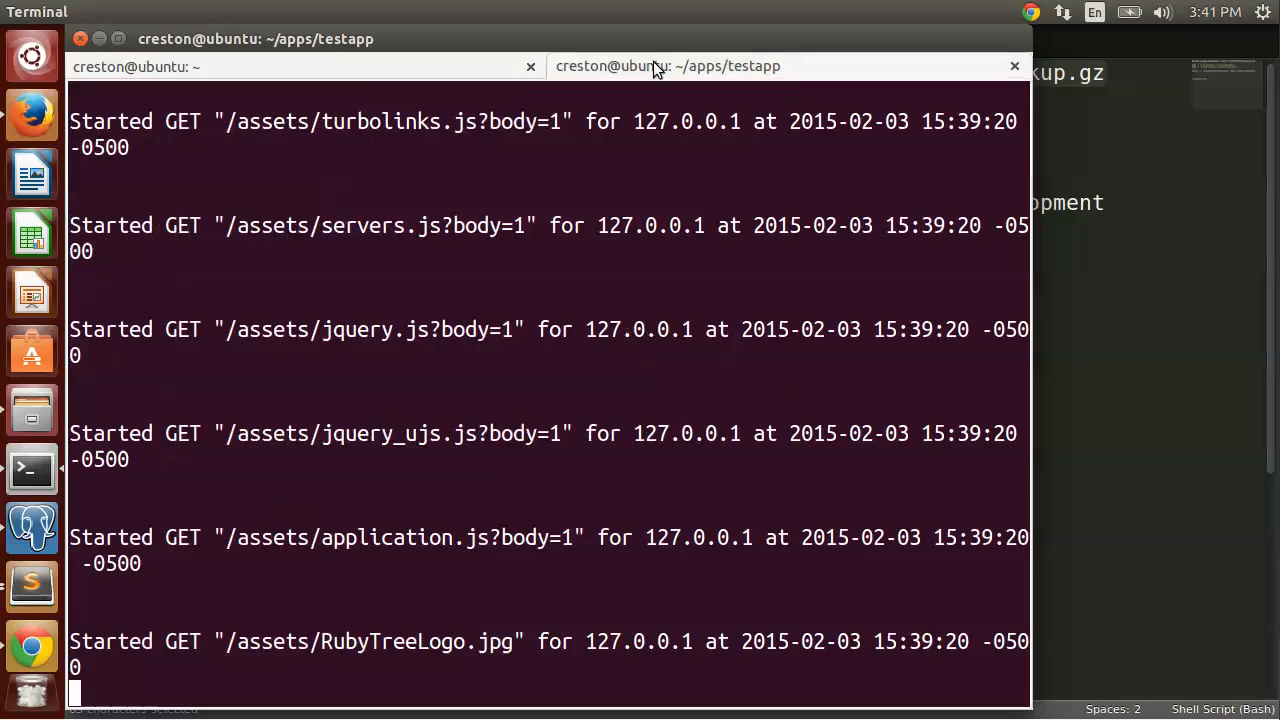 Terminal
En
3:41 PM
creston@ubuntu: ~/apps/testapp
creston@ubuntu: ~
creston@ubuntu: ~/apps/testapp
kup.gz
Started GET "/assets/turbolinks.js?body=1" for 127.0.0.1 at 2015-02-03 15:39:20
-0500
opment
Started GET "/assets/servers.js?body=1" for 127.0.0.1 at 2015-02-03 15:39:20 -05
00
Started GET "/assets/jquery.js?body=1" for 127.0.0.1 at 2015-02-03 15:39:20 -050
0
Started GET "/assets/jquery_ujs.js?body=1" for 127.0.0.1 at 2015-02-03 15:39:20
-0500
Started GET "/assets/application.js?body=1" for 127.0.0.1 at 2015-02-03 15:39:20
-0500
Started GET "/assets/RubyTreeLogo.jpg" for 127.0.0.1 at 2015-02-03 15:39:20 -050
0
characters selected
Spaces: 2
Shell Script (Bash)